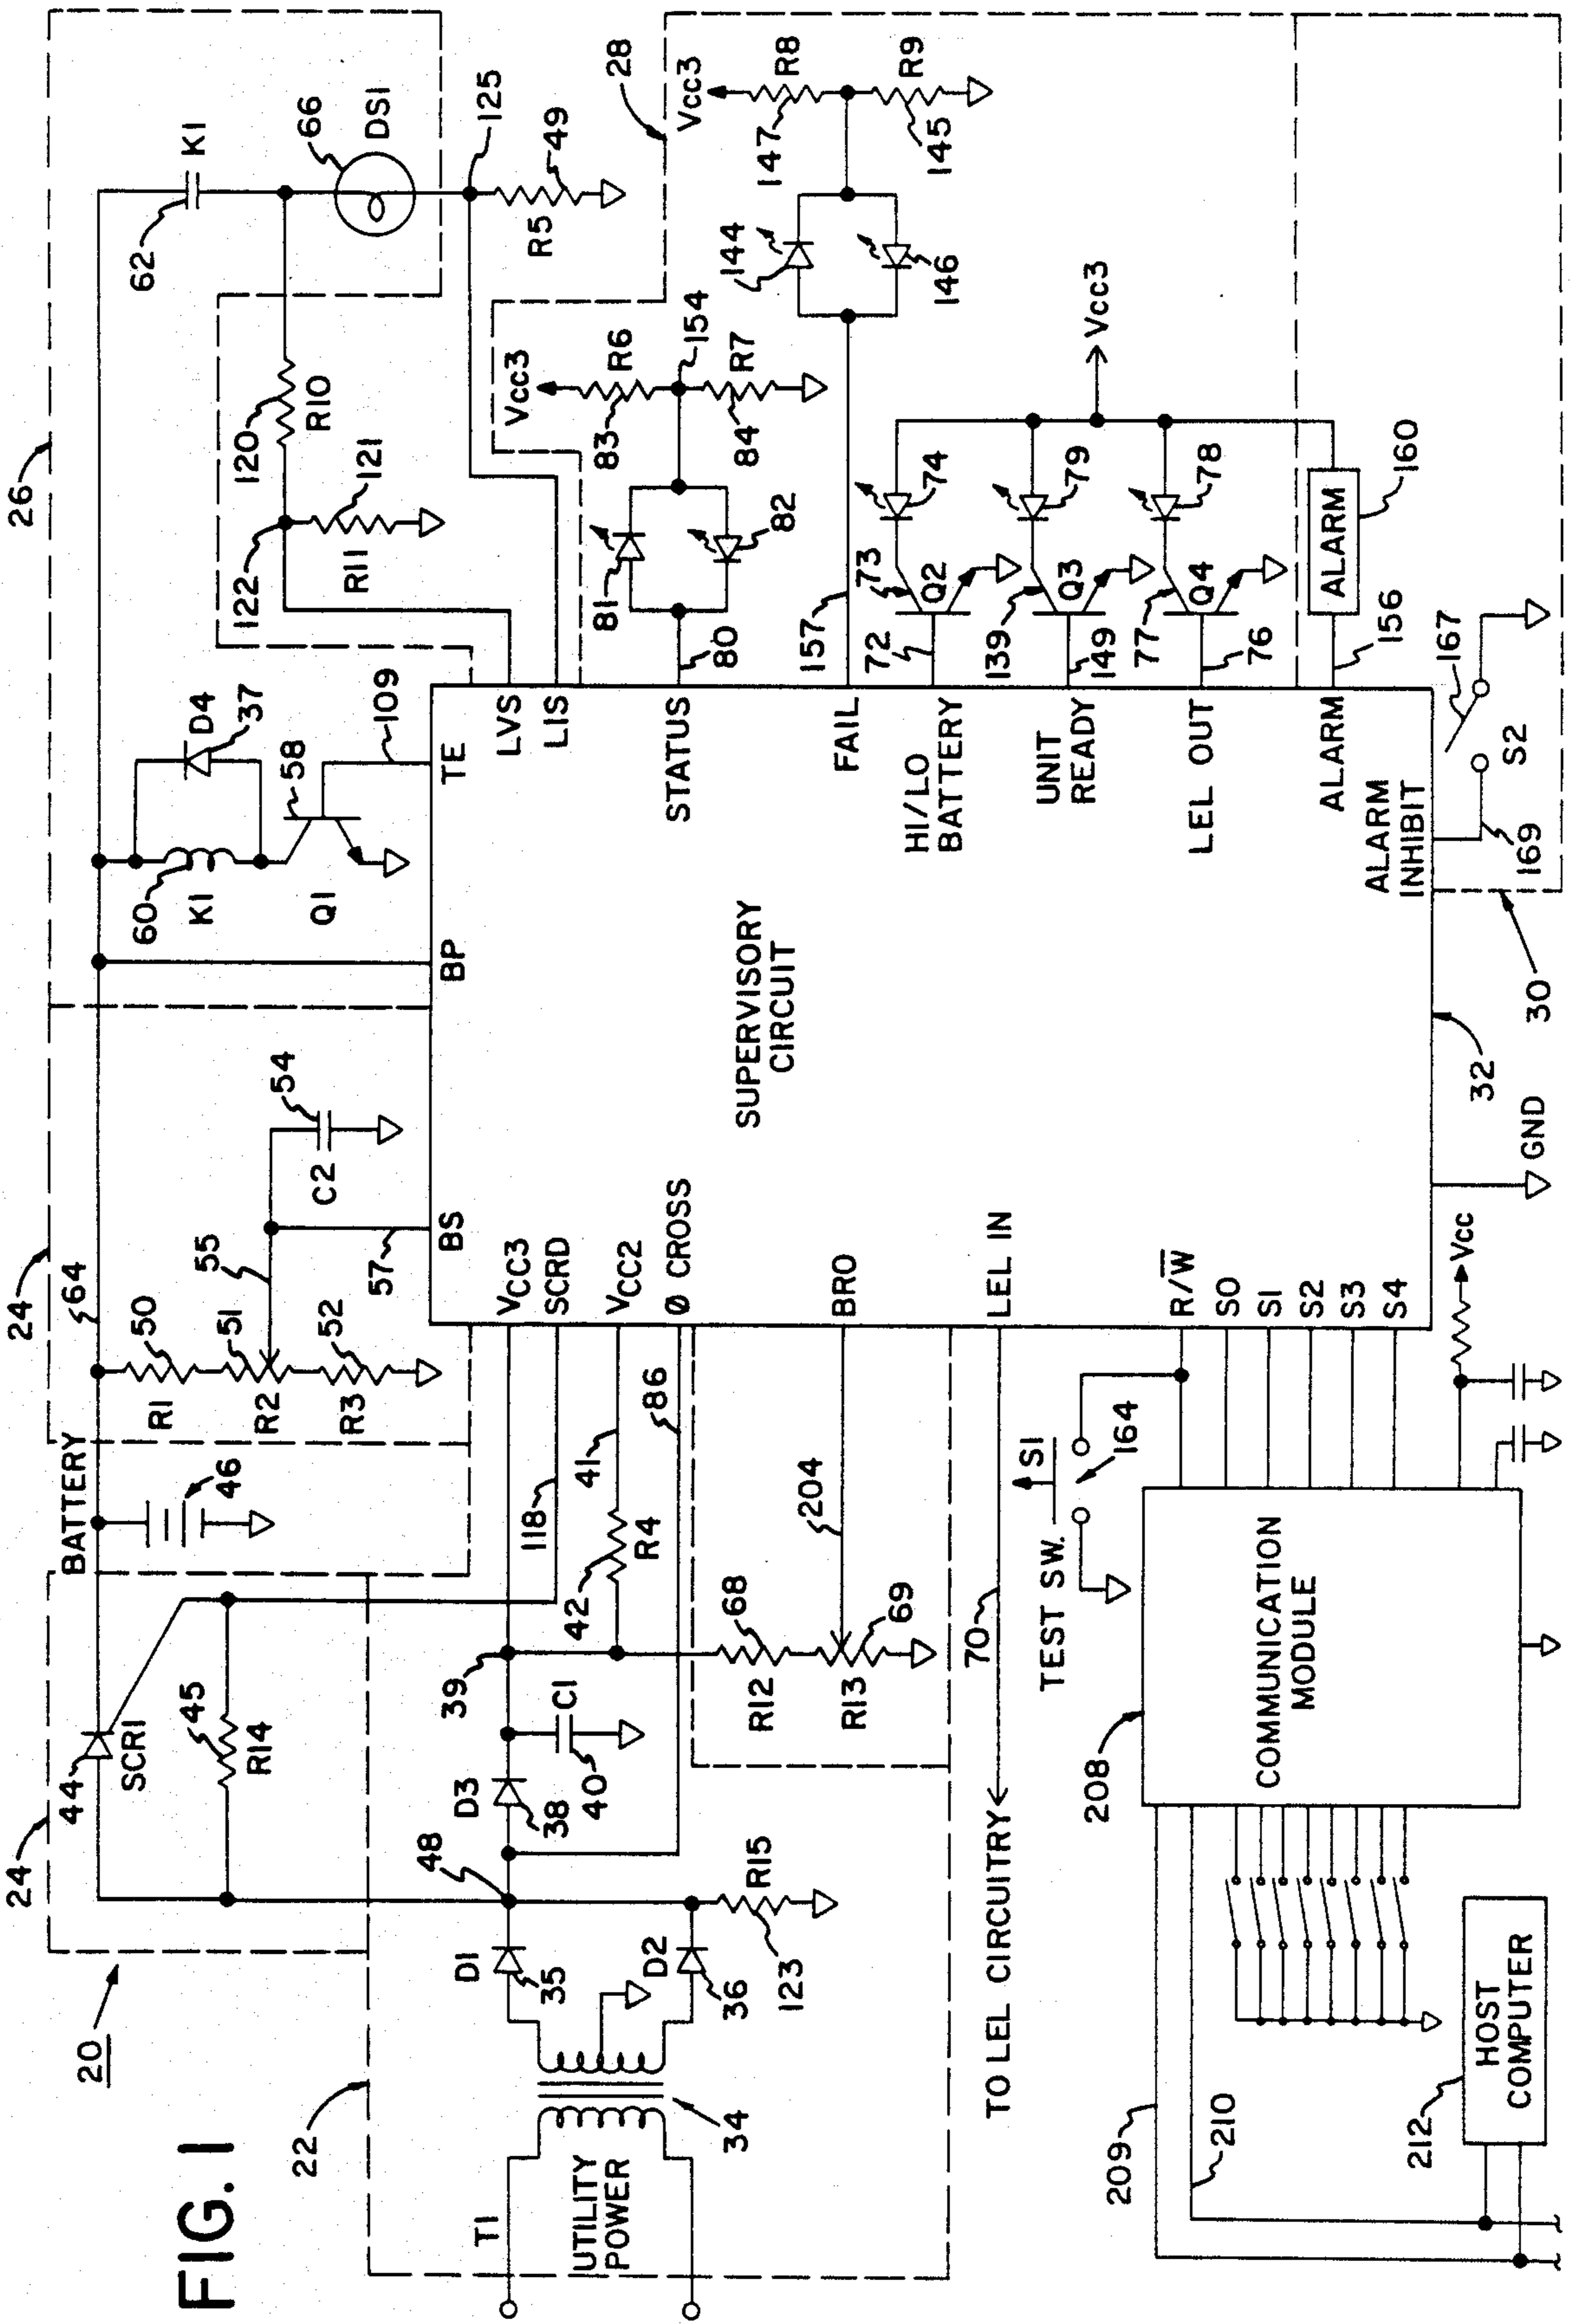 FIG. 1
20
22
24
24
26
28
44
SCR1
45
R14
BATTERY
46
64
50
R1
51
R2
52
R3
55
57
C2
54
60
K1
Q1
58
D4
37
109
62
K1
66
DS1
120
R10
122
121
R11
125
R5
49
T1
UTILITY
POWER
34
D1
35
D2
36
48
R15
123
D3
38
39
C1
40
118
41
42
R4
86
R12
68
R13
69
204
BS
BP
TE
VCC3
SCRD
VCC2
Ø CROSS
BRO
LEL IN
R/W̅
S0
S1
S2
S3
S4
SUPERVISORY
CIRCUIT
LVS
LIS
STATUS
FAIL
HI/LO
BATTERY
UNIT
READY
LEL OUT
ALARM
ALARM
INHIBIT
80
81
82
Vcc3
83
R6
154
84
R7
157
144
146
Vcc3
147
R8
145
R9
72
73
Q2
74
149
139
Q3
79
76
77
Q4
78
Vcc3
156
ALARM
160
167
S2
169
30
32
GND
Vcc
TO LEL CIRCUITRY
70
TEST SW.
S1
164
208
COMMUNICATION
MODULE
209
210
212
HOST
COMPUTER